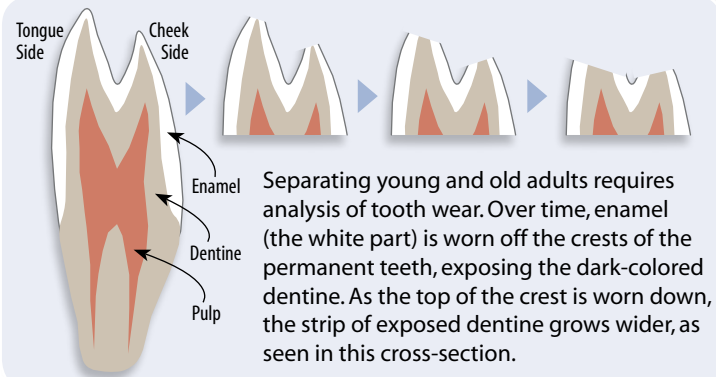 Tongue
Side
Cheek
Side
Enamel
Dentine
Pulp
Separating young and old adults requires
analysis of tooth wear. Over time, enamel
(the white part) is worn off the crests of the
permanent teeth, exposing the dark-colored
dentine. As the top of the crest is worn down,
the strip of exposed dentine grows wider, as
seen in this cross-section.